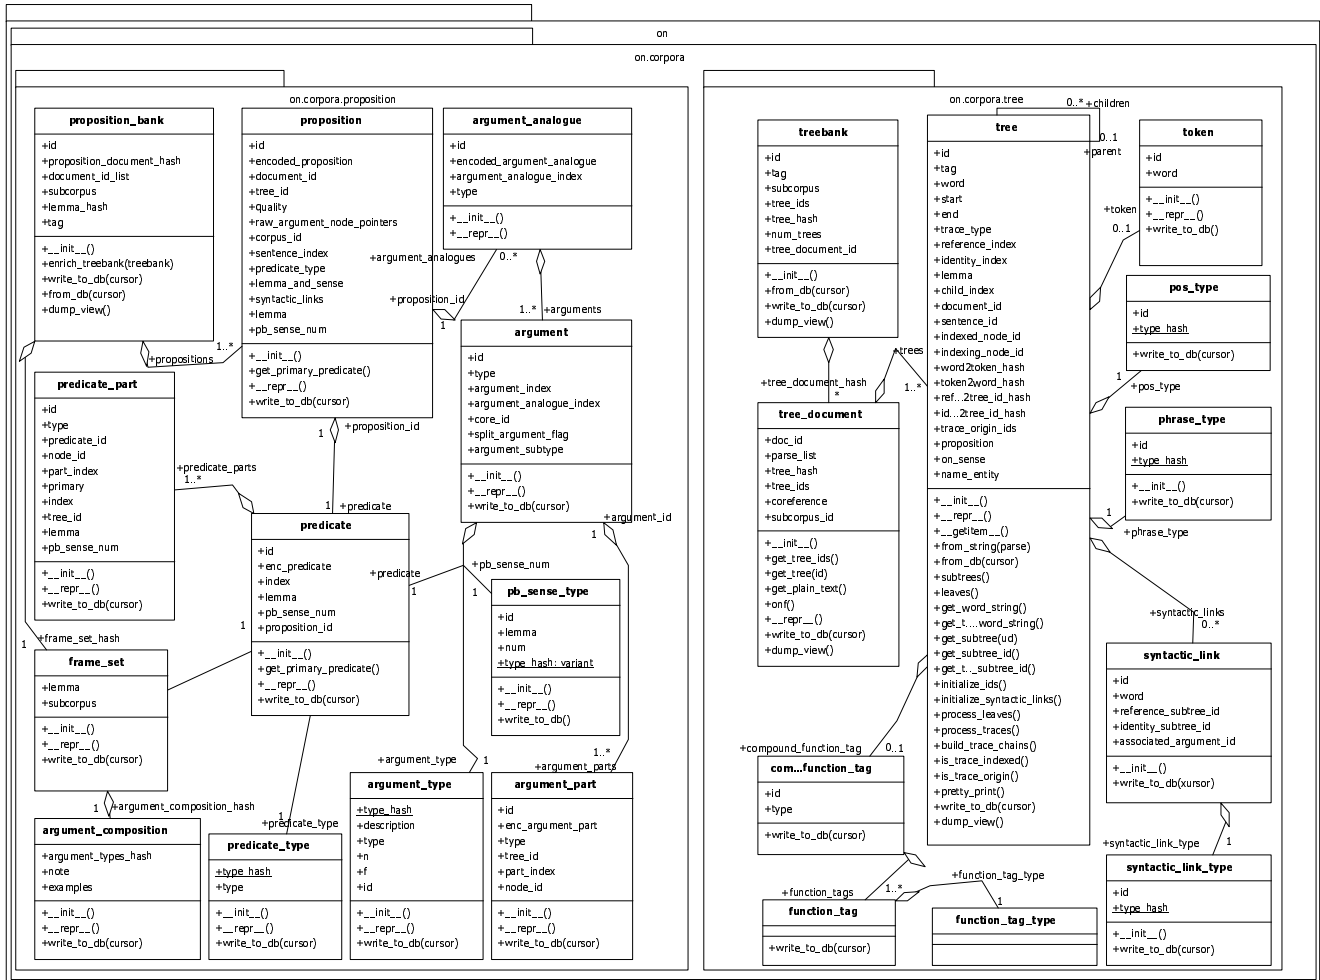 on
on.corpora
on.corpora.proposition
proposition_bank
+id
+proposition_document_hash
+document_id_list
+subcorpus
+lemma_hash
+tag
+__init__()
+enrich_treebank(treebank)
+write_to_db(cursor)
+from_db(cursor)
+dump_view()
proposition
+id
+encoded_proposition
+document_id
+tree_id
+quality
+raw_argument_node_pointers
+corpus_id
+sentence_index
+predicate_type
+lemma_and_sense
+syntactic_links
+lemma
+pb_sense_num
+__init__()
+get_primary_predicate()
+__repr__()
+write_to_db(cursor)
argument_analogue
+id
+encoded_argument_analogue
+argument_analogue_index
+type
+__init__()
+__repr__()
+argument_analogues
0..*
+proposition_id
1
1..*
+arguments
1..*
+propositions
argument
+id
+type
+argument_index
+argument_analogue_index
+core_id
+split_argument_flag
+argument_subtype
+__init__()
+__repr__()
+write_to_db(cursor)
predicate_part
+id
+type
+predicate_id
+node_id
+part_index
+primary
+index
+tree_id
+lemma
+pb_sense_num
+__init__()
+__repr__()
+write_to_db(cursor)
+proposition_id
1
+predicate_parts
1..*
1
+predicate
+argument_id
1
predicate
+id
+enc_predicate
+index
+lemma
+pb_sense_num
+proposition_id
+__init__()
+get_primary_predicate()
+__repr__()
+write_to_db(cursor)
+predicate
1
+pb_sense_num
1
pb_sense_type
+id
+lemma
+num
+type_hash: variant
+__init__()
+__repr__()
+write_to_db()
1
+frame_set_hash
1
frame_set
+lemma
+subcorpus
+__init__()
+__repr__()
+write_to_db(cursor)
1
+argument_composition_hash
1
+predicate_type
+argument_type
1
1..*
+argument_parts
argument_composition
+argument_types_hash
+note
+examples
+__init__()
+__repr__()
+write_to_db(cursor)
predicate_type
+type_hash
+type
+__init__()
+__repr__()
+write_to_db(cursor)
argument_type
+type_hash
+description
+type
+n
+f
+id
+__init__()
+__repr__()
+write_to_db(cursor)
argument_part
+id
+enc_argument_part
+type
+tree_id
+part_index
+node_id
+__init__()
+__repr__()
+write_to_db(cursor)
on.corpora.tree
0..*
+children
0..1
+parent
treebank
+id
+tag
+subcorpus
+tree_ids
+tree_hash
+num_trees
+tree_document_id
+__init__()
+from_db(cursor)
+write_to_db(cursor)
+dump_view()
tree
+id
+tag
+word
+start
+end
+trace_type
+reference_index
+identity_index
+lemma
+child_index
+document_id
+sentence_id
+indexed_node_id
+indexing_node_id
+word2token_hash
+token2word_hash
+ref...2tree_id_hash
+id...2tree_id_hash
+trace_origin_ids
+proposition
+on_sense
+name_entity
+__init__()
+__repr__()
+__getitem__()
+from_string(parse)
+from_db(cursor)
+subtrees()
+leaves()
+get_word_string()
+get_t....word_string()
+get_subtree(ud)
+get_subtree_id()
+get_t..._subtree_id()
+initialize_ids()
+initialize_syntactic_links()
+process_leaves()
+process_traces()
+build_trace_chains()
+is_trace_indexed()
+is_trace_origin()
+pretty_print()
+write_to_db(cursor)
+dump_view()
token
+id
+word
+__init__()
+__repr__()
+write_to_db()
+token
0..1
pos_type
+id
+type_hash
+write_to_db(cursor)
1
+pos_type
+trees
1..*
+tree_document_hash
*
tree_document
+doc_id
+parse_list
+tree_hash
+tree_ids
+coreference
+subcorpus_id
+__init__()
+get_tree_ids()
+get_tree(id)
+get_plain_text()
+onf()
+__repr__()
+write_to_db(cursor)
+dump_view()
phrase_type
+id
+type_hash
+__init__()
+write_to_db(cursor)
1
+phrase_type
+syntactic_links
0..*
syntactic_link
+id
+word
+reference_subtree_id
+identity_subtree_id
+associated_argument_id
+__init__()
+write_to_db(xursor)
+compound_function_tag
0..1
com...function_tag
+id
+type
+write_to_db(cursor)
+function_tags
1..*
+function_tag_type
1
+syntactic_link_type
1
function_tag
+write_to_db(cursor)
function_tag_type
syntactic_link_type
+id
+type_hash
+__init__()
+write_to_db(xursor)